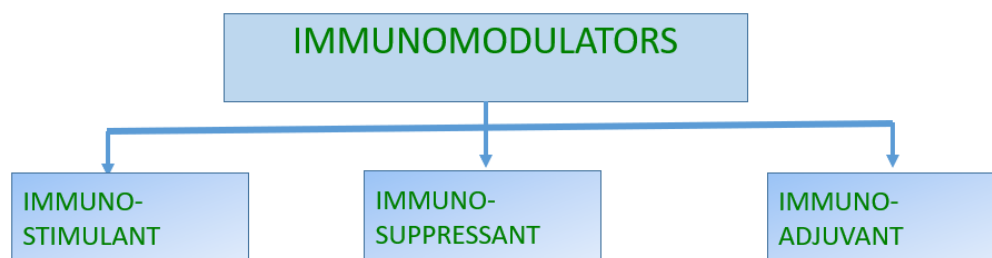 IMMUNOMODULATORS
IMMUNO-
STIMULANT
IMMUNO-
SUPPRESSANT
IMMUNO-
ADJUVANT